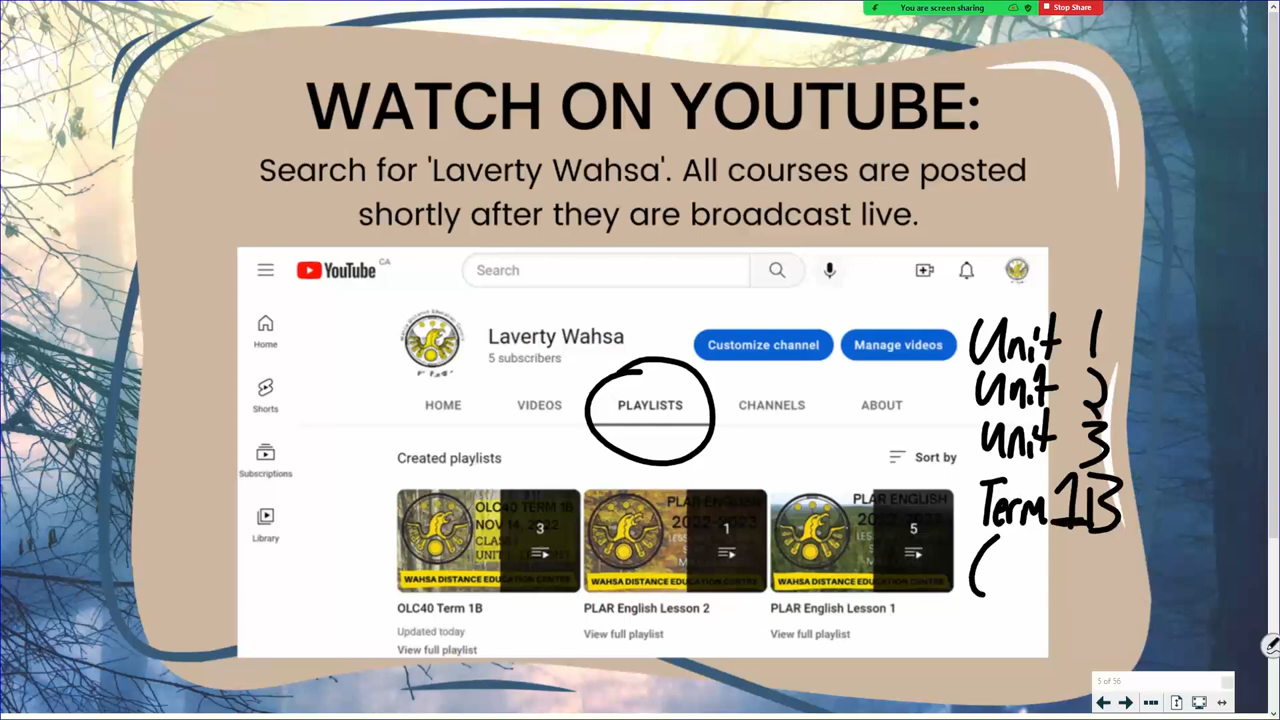 You are screen sharing
Stop Share
WATCH ON YOUTUBE:
Search for 'Laverty Wahsa'. All courses are posted
shortly after they are broadcast live.
YouTube CA
Search
Home
Shorts
Subscriptions
Library
Laverty Wahsa
5 subscribers
Customize channel
Manage videos
HOME VIDEOS PLAYLISTS CHANNELS ABOUT
Created playlists
Sort by
OLC40 TERM 1B
NOV 14, 2022
3
WAHSA DISTANCE EDUCATION CENTRE
OLC40 Term 1B
Updated today
View full playlist
PLAR ENGLISH
2022-2023
1
WAHSA DISTANCE EDUCATION CENTRE
PLAR English Lesson 2
View full playlist
PLAR ENGLISH
5
WAHSA DISTANCE EDUCATION CENTRE
PLAR English Lesson 1
View full playlist
Unit 1
Unit 2
Unit 3
Term 1B
(
5 of 56